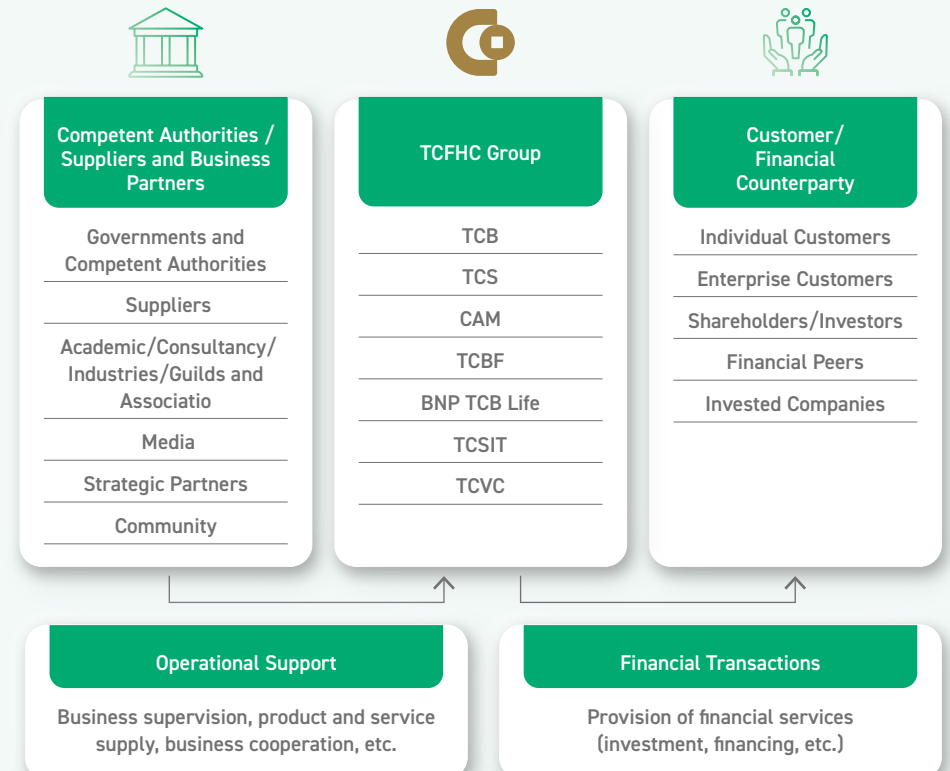 Competent Authorities /
Suppliers and Business
Partners
Governments and
Competent Authorities
Suppliers
Academic/Consultancy/
Industries/Guilds and
Associatio
Media
Strategic Partners
Community
TCFHC Group
TCB
TCS
CAM
TCBF
BNP TCB Life
TCSIT
TCVC
Customer/
Financial
Counterparty
Individual Customers
Enterprise Customers
Shareholders/Investors
Financial Peers
Invested Companies
Operational Support
Business supervision, product and service
supply, business cooperation, etc.
Financial Transactions
Provision of financial services
(investment, financing, etc.)